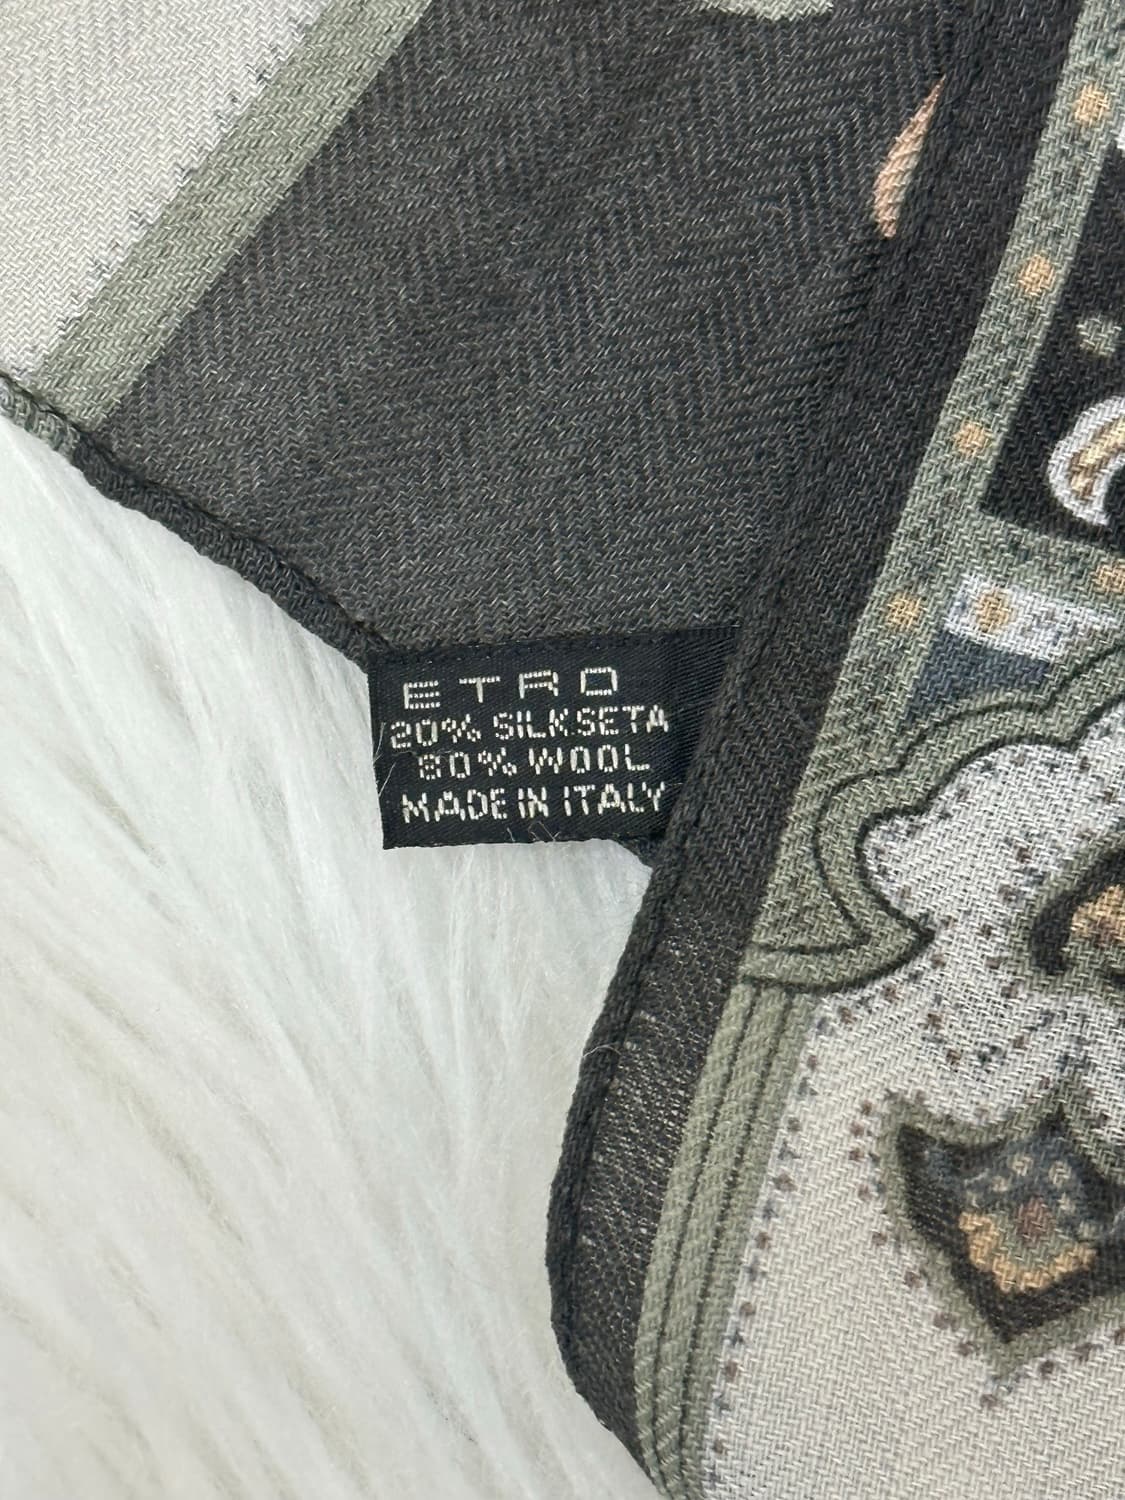 ETRO
20% SILKSETA
80% WOOL
MADE IN ITALY